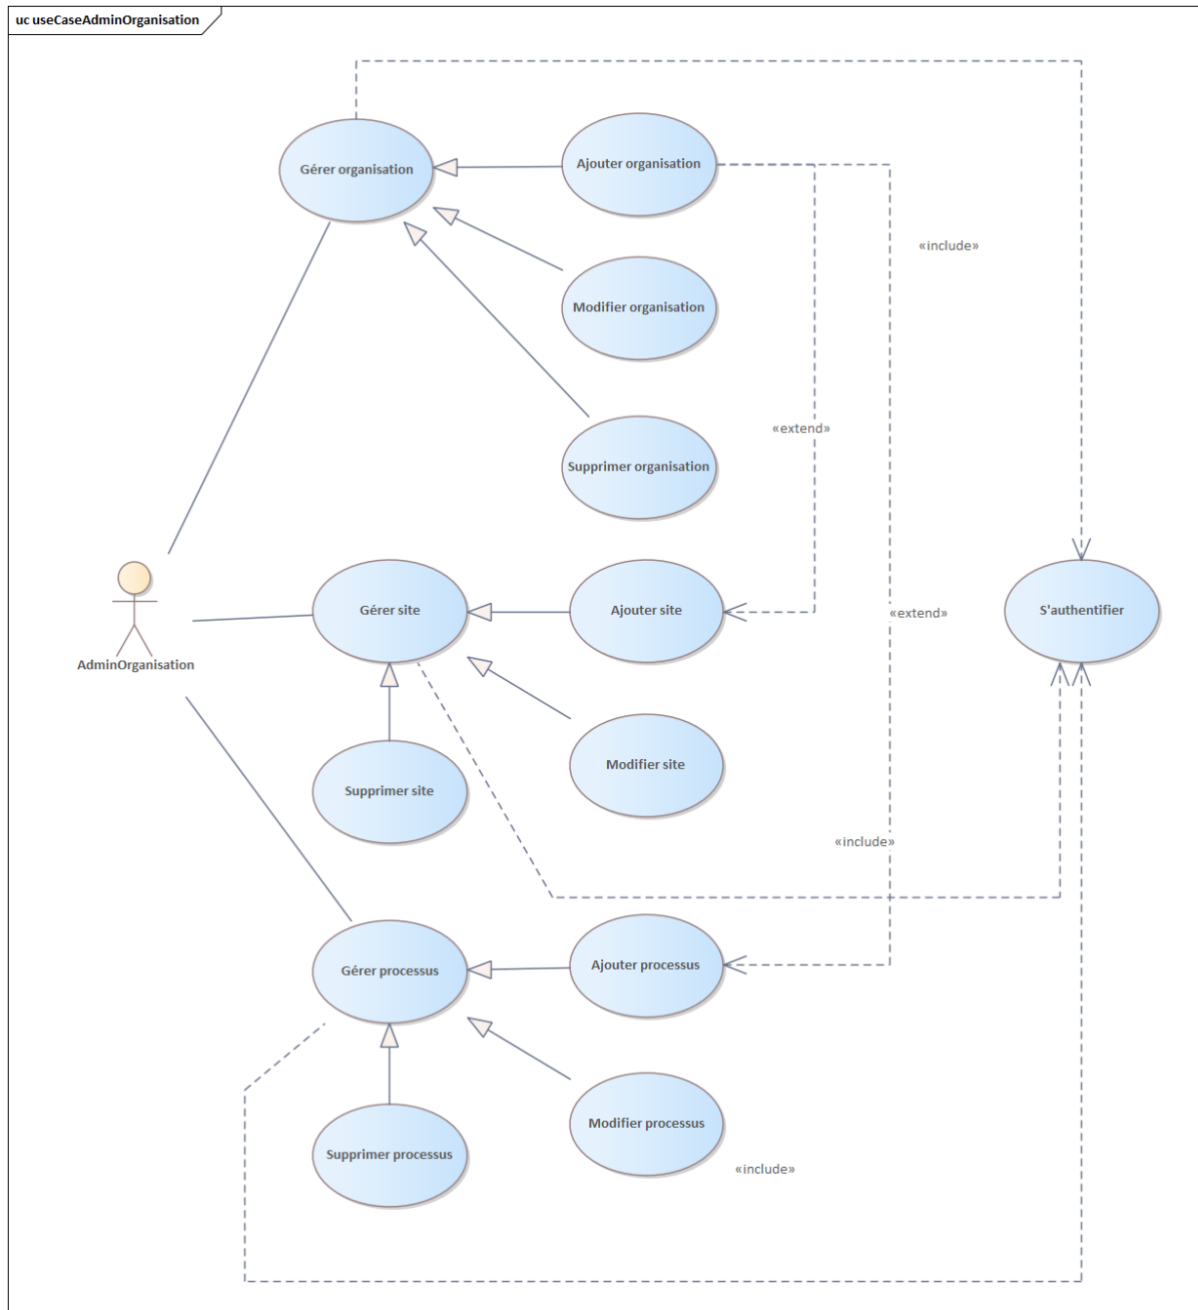 uc useCaseAdminOrganisation
Gérer organisation
Ajouter organisation
«include»
Modifier organisation
«extend»
Supprimer organisation
Gérer site
Ajouter site
«extend»
S'authentifier
AdminOrganisation
Supprimer site
Modifier site
«include»
Gérer processus
Ajouter processus
Supprimer processus
Modifier processus
«include»